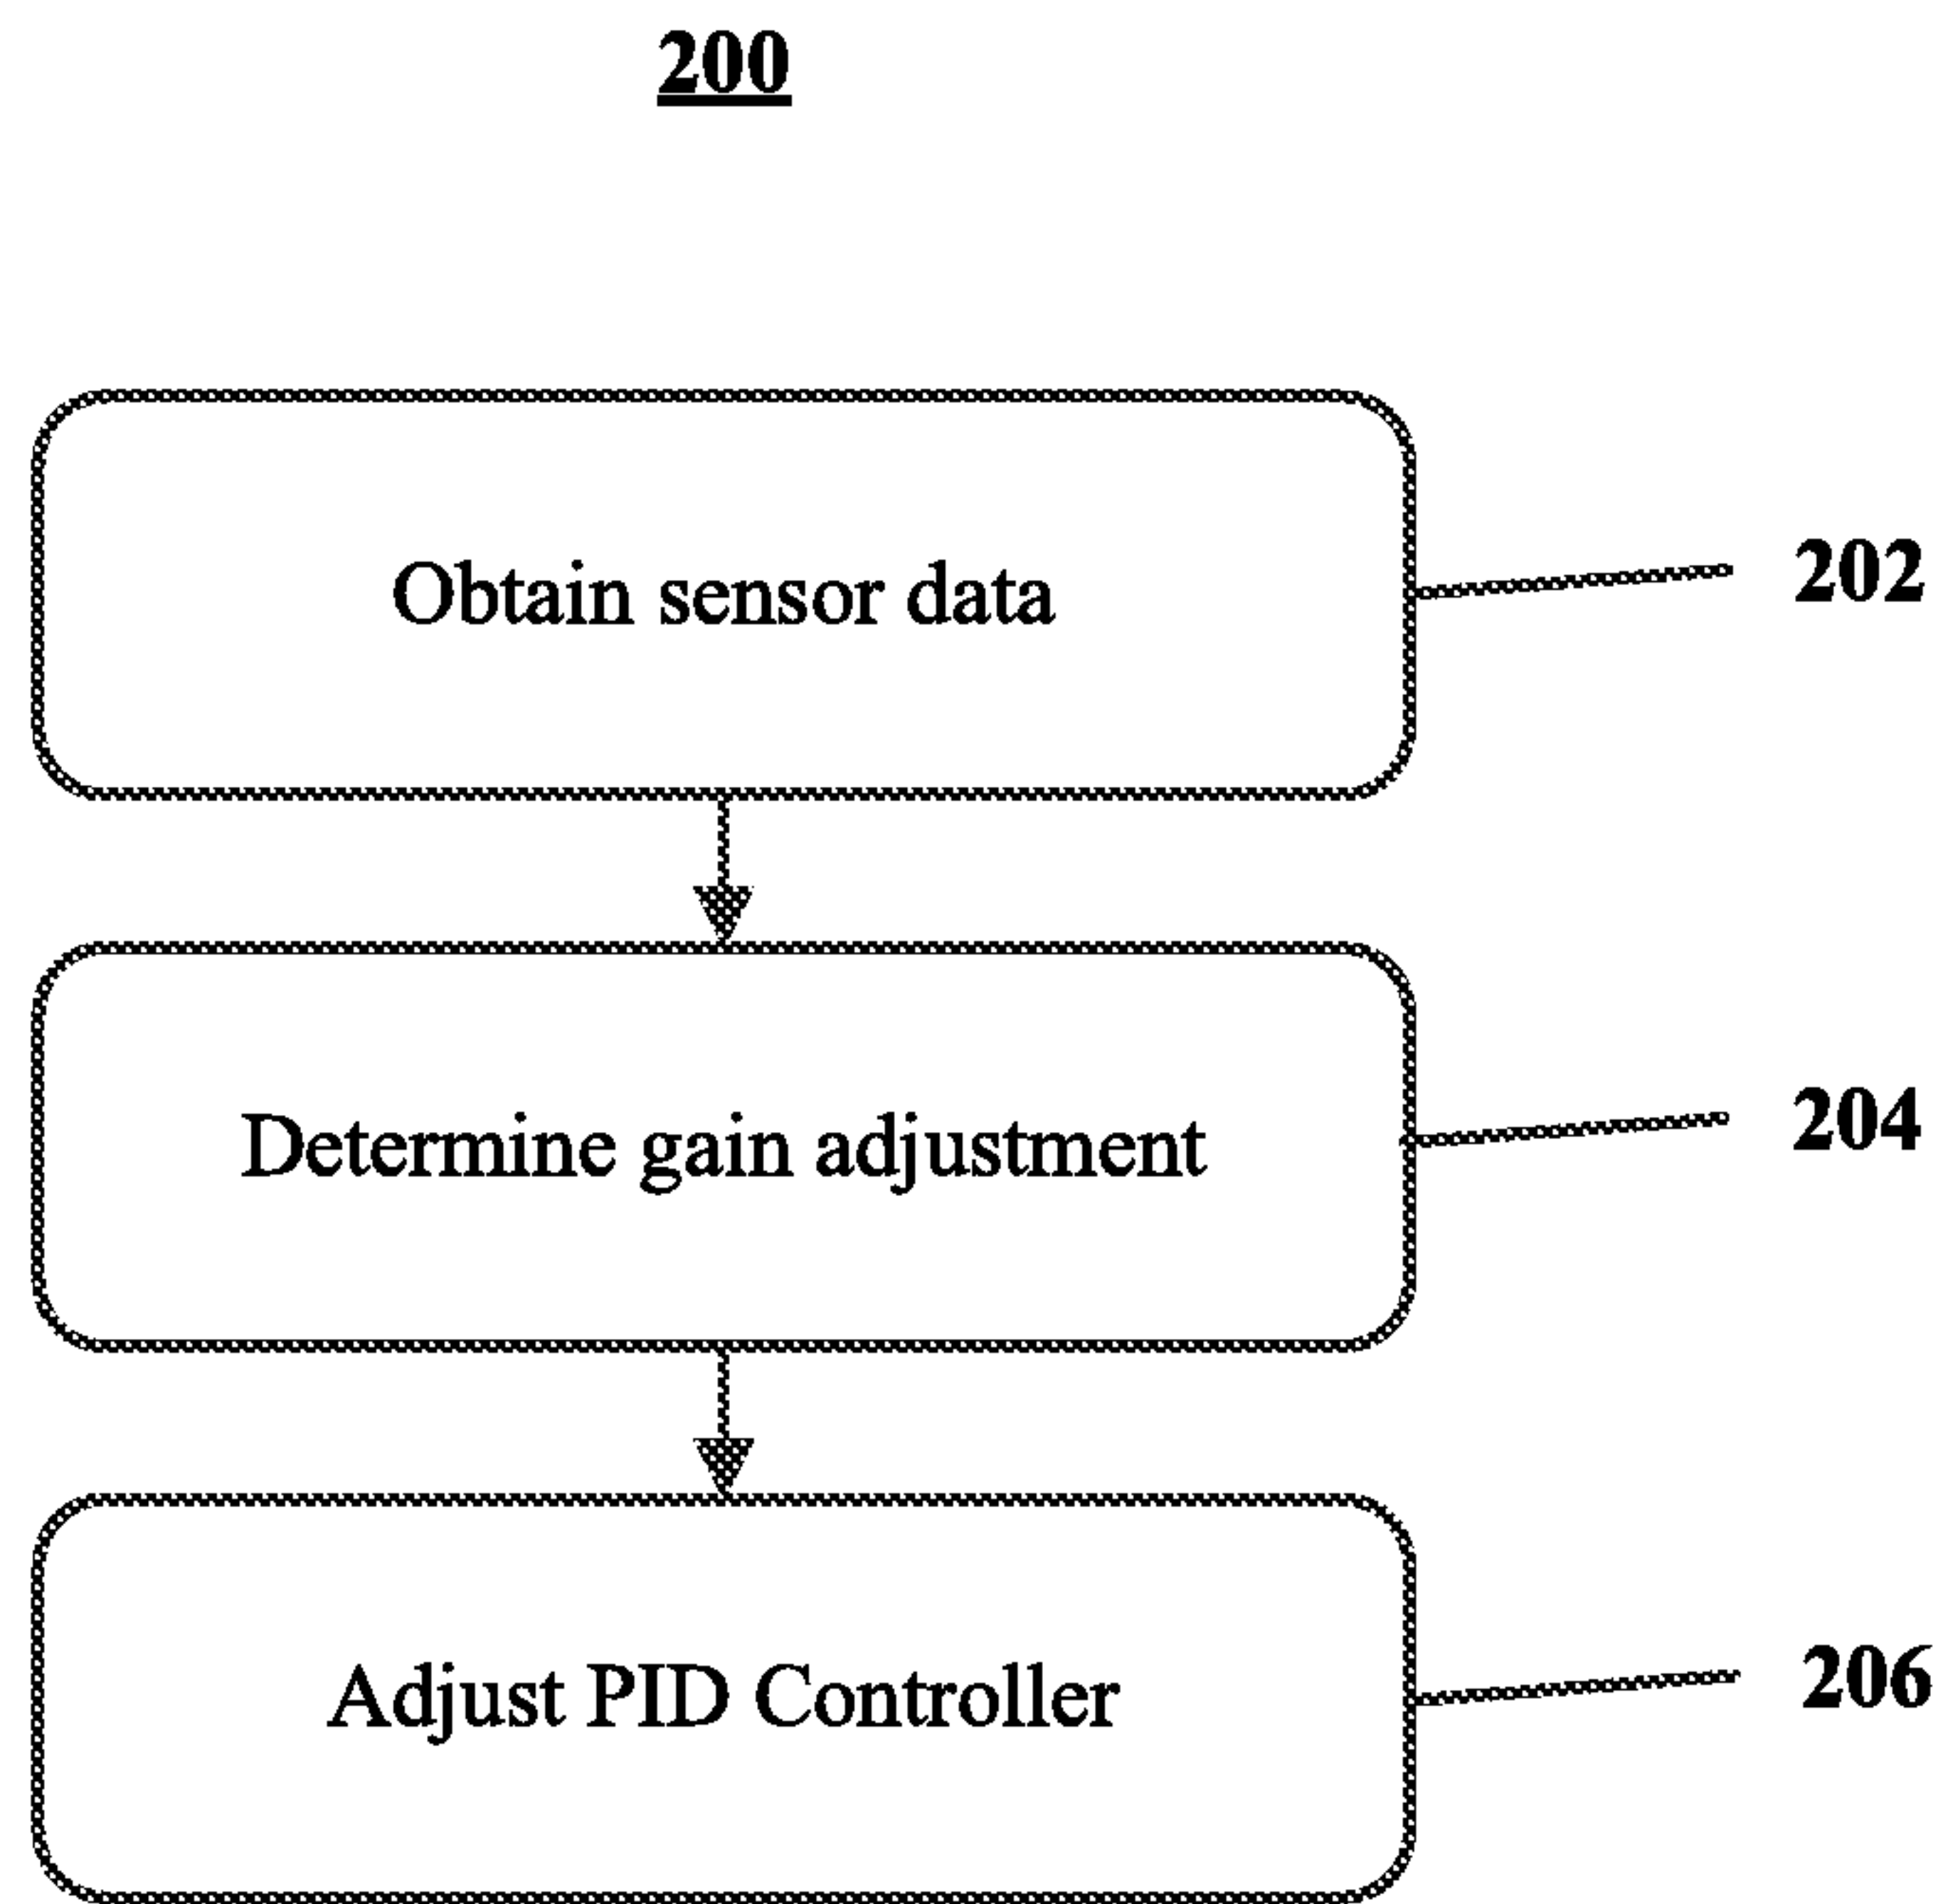 200
Obtain sensor data
202
Determine gain adjustment
204
Adjust PID Controller
206